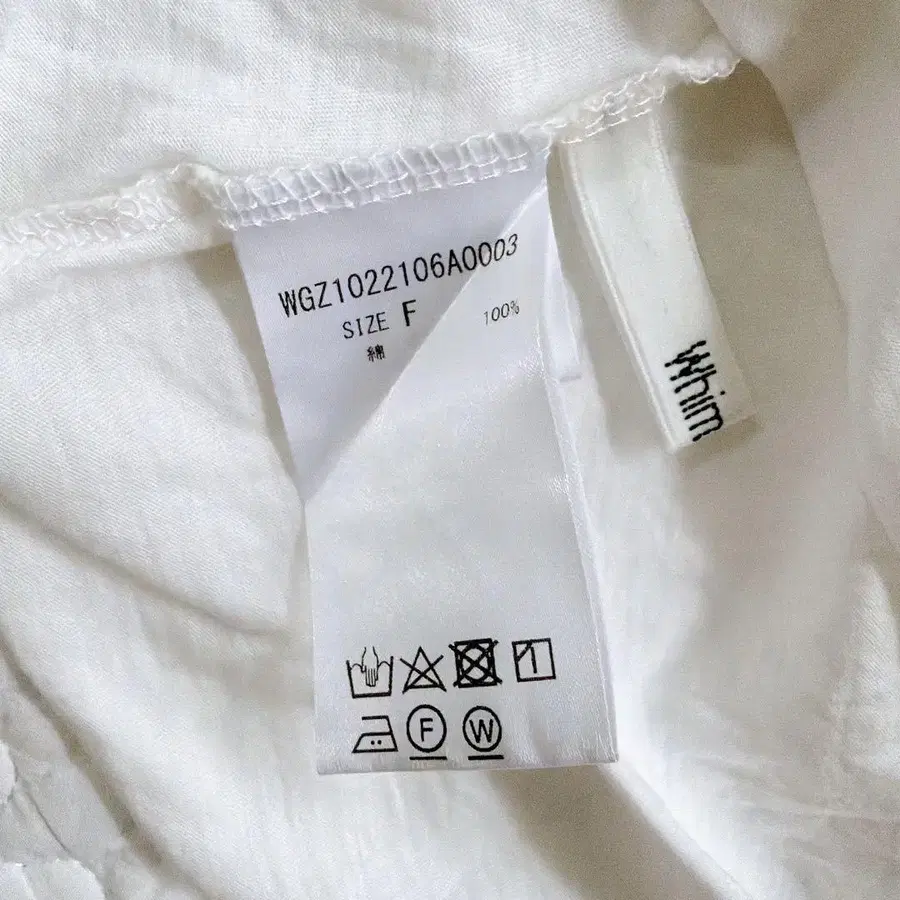 WGZ1022106A0003
SIZE F
綿 100%
F W
Whim